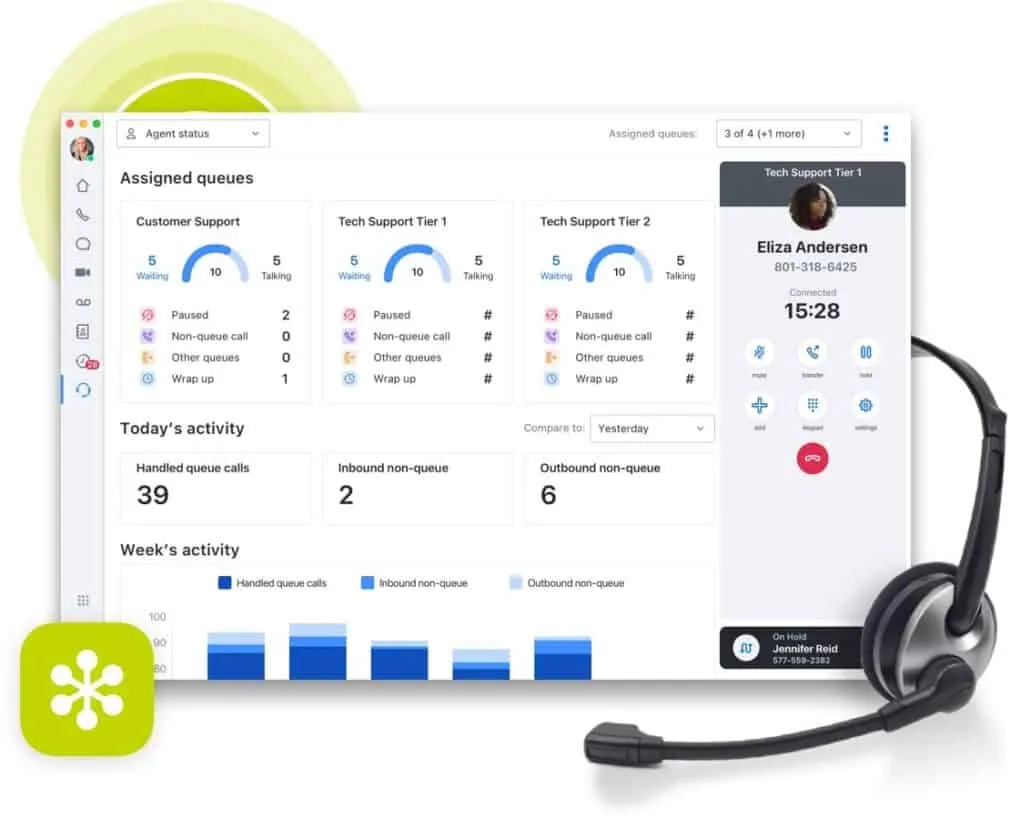 Agent status
Assigned queues:
3 of 4 (+1 more)
Assigned queues
Customer Support
5
Waiting
10
5
Talking
Paused 2
Non-queue call 0
Other queues 0
Wrap up 1
Tech Support Tier 1
5
Waiting
10
5
Talking
Paused #
Non-queue call #
Other queues #
Wrap up #
Tech Support Tier 2
5
Waiting
10
5
Talking
Paused #
Non-queue call #
Other queues #
Wrap up #
Today's activity
Compare to: Yesterday
Handled queue calls
39
Inbound non-queue
2
Outbound non-queue
6
Week's activity
Handled queue calls
Inbound non-queue
Outbound non-queue
100
90
80
Tech Support Tier 1
Eliza Andersen
801-318-6425
Connected
15:28
mute transfer hold
add keypad settings
On Hold
Jennifer Reid
577-559-2382